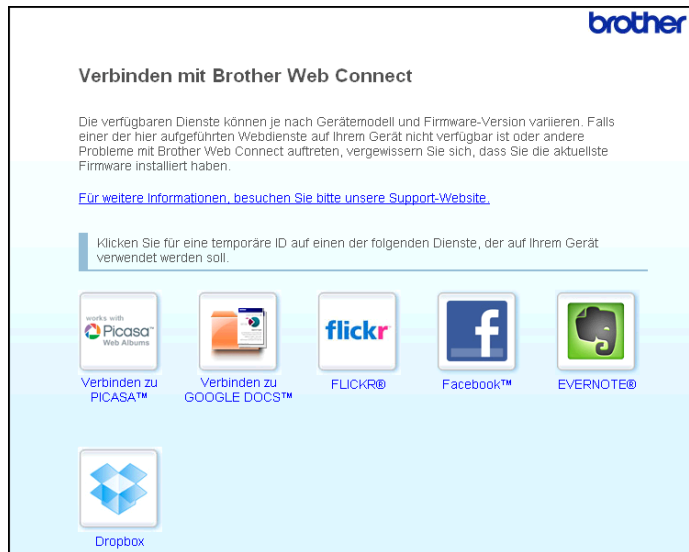 brother
Verbinden mit Brother Web Connect
Die verfügbaren Dienste können je nach Gerätemodell und Firmware-Version variieren. Falls
einer der hier aufgeführten Webdienste auf Ihrem Gerät nicht verfügbar ist oder andere
Probleme mit Brother Web Connect auftreten, vergewissern Sie sich, dass Sie die aktuellste
Firmware installiert haben.
Für weitere Informationen, besuchen Sie bitte unsere Support-Website.
Klicken Sie für eine temporäre ID auf einen der folgenden Dienste, der auf Ihrem Gerät
verwendet werden soll.
works with
Picasa™
Web Albums
Verbinden zu
PICASA™
Verbinden zu
GOOGLE DOCS™
flickr
FLICKR®
f
Facebook™
EVERNOTE®
Dropbox